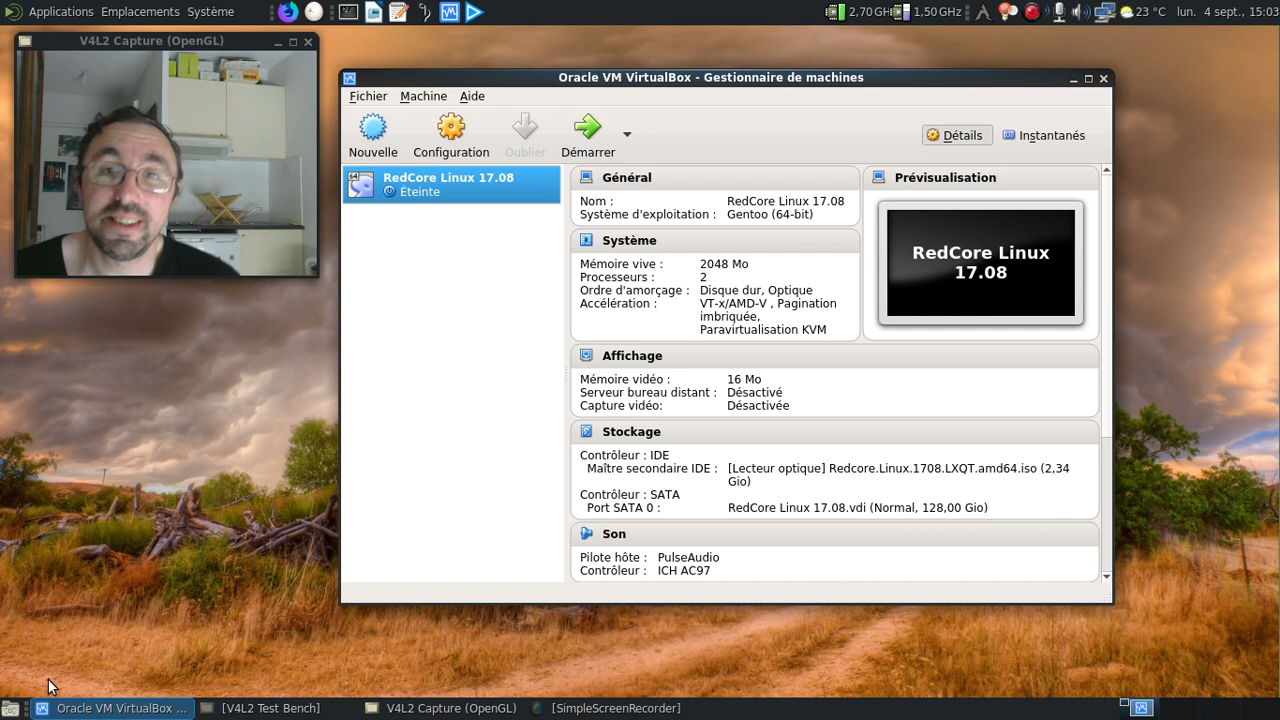 Applications Emplacements Système
2,70 GHz
1,50 GHz
23 °C
lun. 4 sept., 15:03
V4L2 Capture (OpenGL)
Oracle VM VirtualBox - Gestionnaire de machines
Fichier Machine Aide
Nouvelle
Configuration
Oublier
Démarrer
Détails
Instantanés
64
RedCore Linux 17.08
Éteinte
Général
Nom : RedCore Linux 17.08
Système d'exploitation : Gentoo (64-bit)
Prévisualisation
RedCore Linux
17.08
Système
Mémoire vive : 2048 Mo
Processeurs : 2
Ordre d'amorçage : Disque dur, Optique
Accélération : VT-x/AMD-V , Pagination
imbriquée,
Paravirtualisation KVM
Affichage
Mémoire vidéo : 16 Mo
Serveur bureau distant : Désactivé
Capture vidéo: Désactivée
Stockage
Contrôleur : IDE
Maître secondaire IDE : [Lecteur optique] Redcore.Linux.1708.LXQT.amd64.iso (2,34
Gio)
Contrôleur : SATA
Port SATA 0 : RedCore Linux 17.08.vdi (Normal, 128,00 Gio)
Son
Pilote hôte : PulseAudio
Contrôleur : ICH AC97
Oracle VM VirtualBox ...
[V4L2 Test Bench]
V4L2 Capture (OpenGL)
[SimpleScreenRecorder]